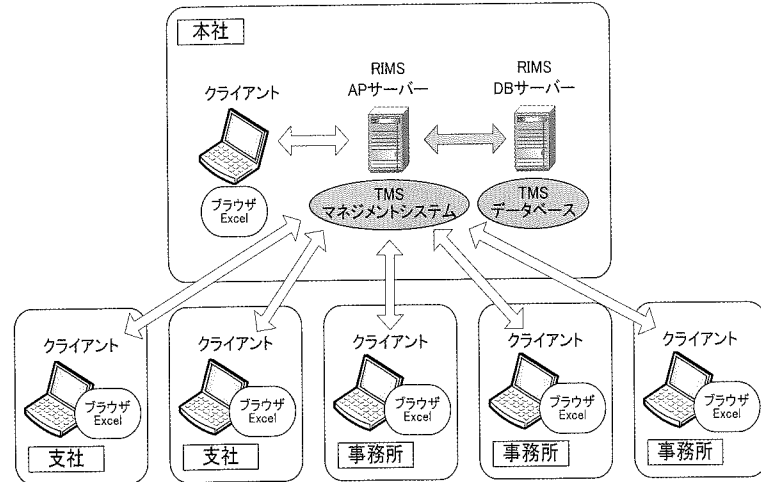 本社
クライアント
RIMS
APサーバー
RIMS
DBサーバー
ブラウザ
Excel
TMS
マネジメントシステム
TMS
データベース
クライアント
ブラウザ
Excel
支社
クライアント
ブラウザ
Excel
支社
クライアント
ブラウザ
Excel
事務所
クライアント
ブラウザ
Excel
事務所
クライアント
ブラウザ
Excel
事務所